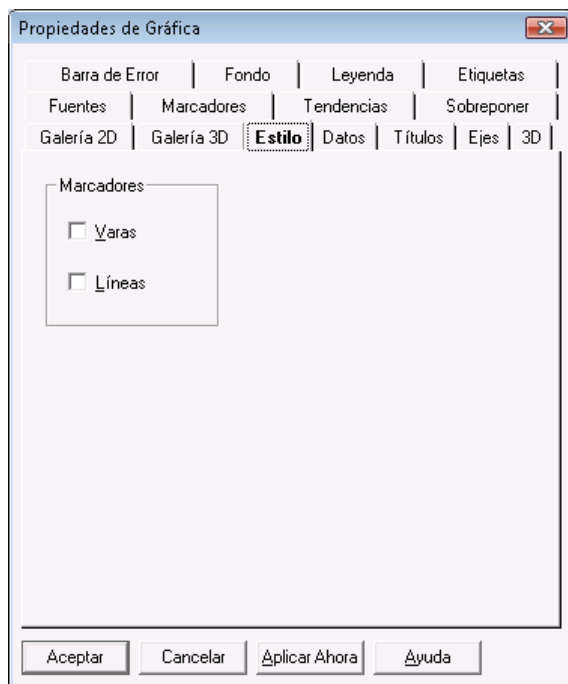 Propiedades de Gráfica
Barra de Error Fondo Leyenda Etiquetas
Fuentes Marcadores Tendencias Sobreponer
Galería 2D Galería 3D Estilo Datos Títulos Ejes 3D
Marcadores
Varas
Líneas
Aceptar Cancelar Aplicar Ahora Ayuda